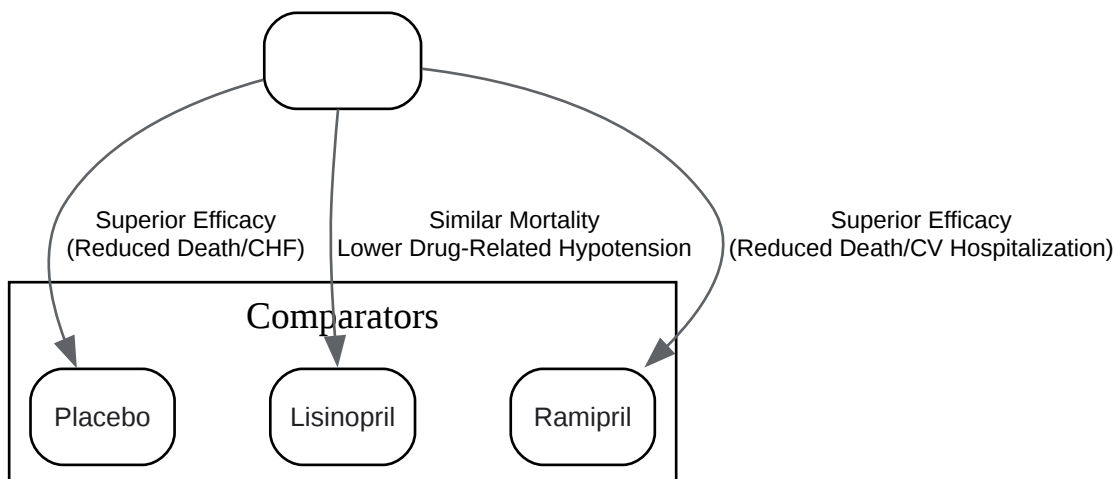 Superior Efficacy
(Reduced Death/CHF)
Similar Mortality
Lower Drug-Related Hypotension
Superior Efficacy
(Reduced Death/CV Hospitalization)
Comparators
Placebo
Lisinopril
Ramipril